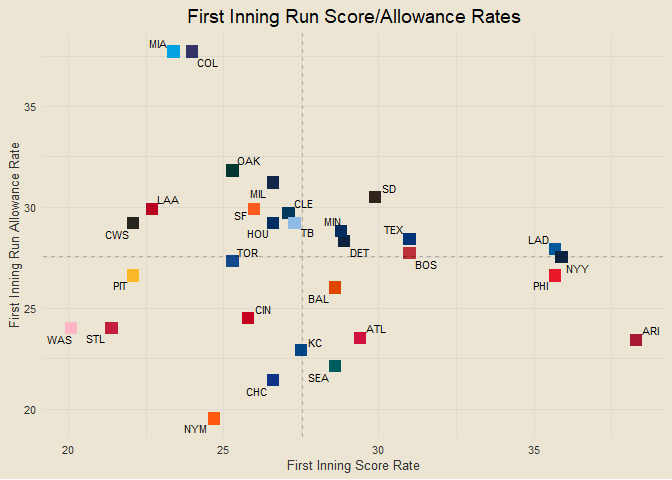 First Inning Run Score/Allowance Rates
MIA
COL
35
OAK
MIL
SD
LAA
CLE
30
SF
CWS
HOU
TB
MIN
TEX
LAD
TOR
DET
BOS
NYY
PIT
PHI
BAL
25
CIN
WAS
STL
KC
ATL
ARI
SEA
CHC
20
NYM
20
25
30
35
First Inning Score Rate
First Inning Run Allowance Rate